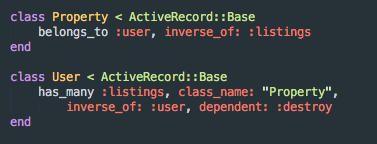 class Property < ActiveRecord::Base
    belongs_to :user, inverse_of: :listings
end

class User < ActiveRecord::Base
    has_many :listings, class_name: "Property",
        inverse_of: :user, dependent: :destroy
end